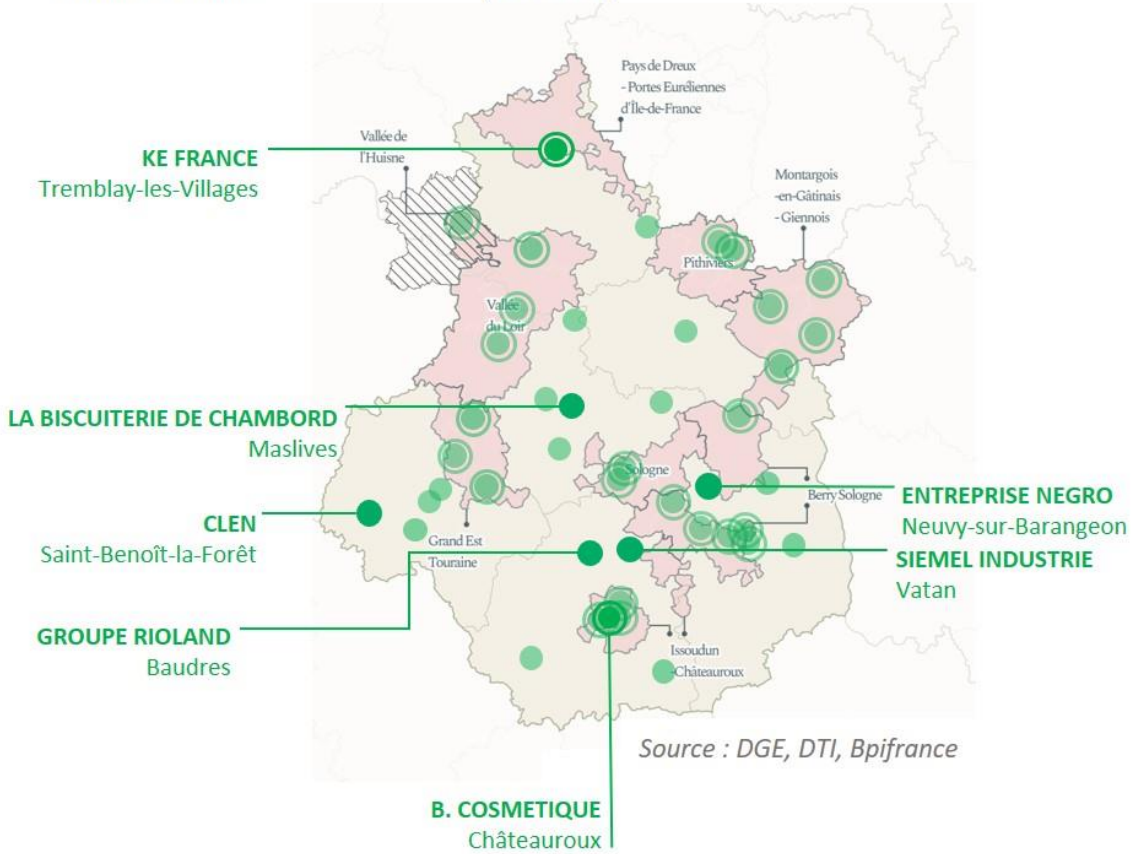 Pays de Dreux
- Portes Euréliennes
d'Île-de-France
Vallée de
l'Huisne
KE FRANCE
Tremblay-les-Villages
Montargois
-en-Gâtinais
- Giennois
Pithiviers
Vallée
du Loir
LA BISCUITERIE DE CHAMBORD
Maslives
Sologne
Berry Sologne
ENTREPRISE NEGRO
Neuvy-sur-Barangeon
CLEN
Saint-Benoît-la-Forêt
Grand Est
Touraine
SIEMEL INDUSTRIE
Vatan
GROUPE RIOLAND
Baudres
Issoudun
-Châteauroux
Source : DGE, DTI, Bpifrance
B. COSMETIQUE
Châteauroux